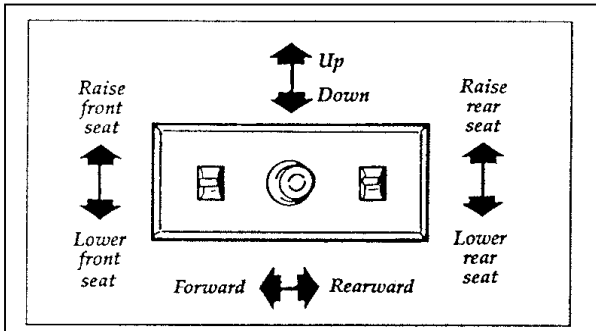 Up
Down
Raise
front
seat
Raise
rear
seat
Lower
front
seat
Lower
rear
seat
Forward
Rearward